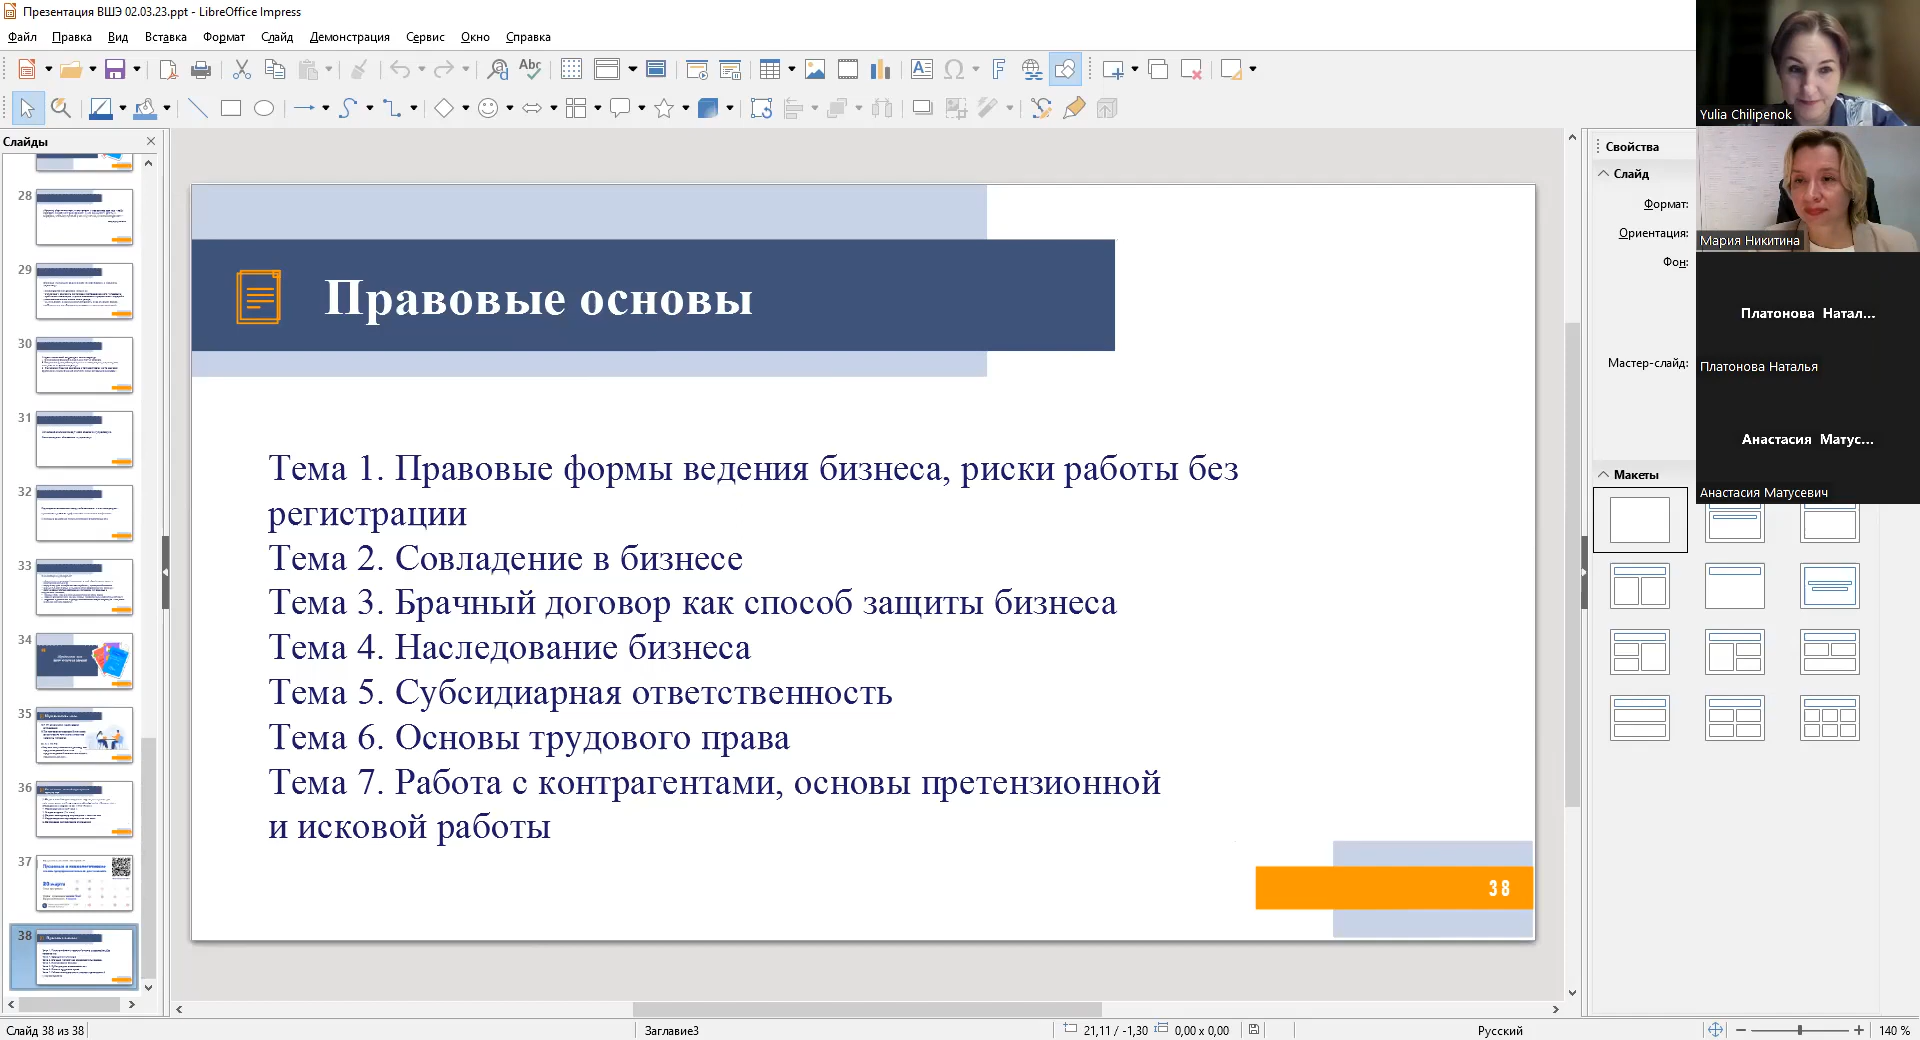 Презентация ВШЭ 02.03.23.ppt - LibreOffice Impress
Файл Правка Вид Вставка Формат Слайд Демонстрация Сервис Окно Справка
Слайды
28
29
30
31
32
33
34
35
36
37
38
Правовые основы
Тема 1. Правовые формы ведения бизнеса, риски работы без
регистрации
Тема 2. Совладение в бизнесе
Тема 3. Брачный договор как способ защиты бизнеса
Тема 4. Наследование бизнеса
Тема 5. Субсидиарная ответственность
Тема 6. Основы трудового права
Тема 7. Работа с контрагентами, основы претензионной
и исковой работы
38
Свойства
Слайд
Формат:
Ориентация:
Фон:
Мастер-слайд:
Макеты
Yulia Chilipenok
Мария Никитина
Платонова Натал...
Платонова Наталья
Анастасия Матус...
Анастасия Матусевич
Слайд 38 из 38
Заглавие3
21,11 / -1,30
0,00 x 0,00
Русский
140 %